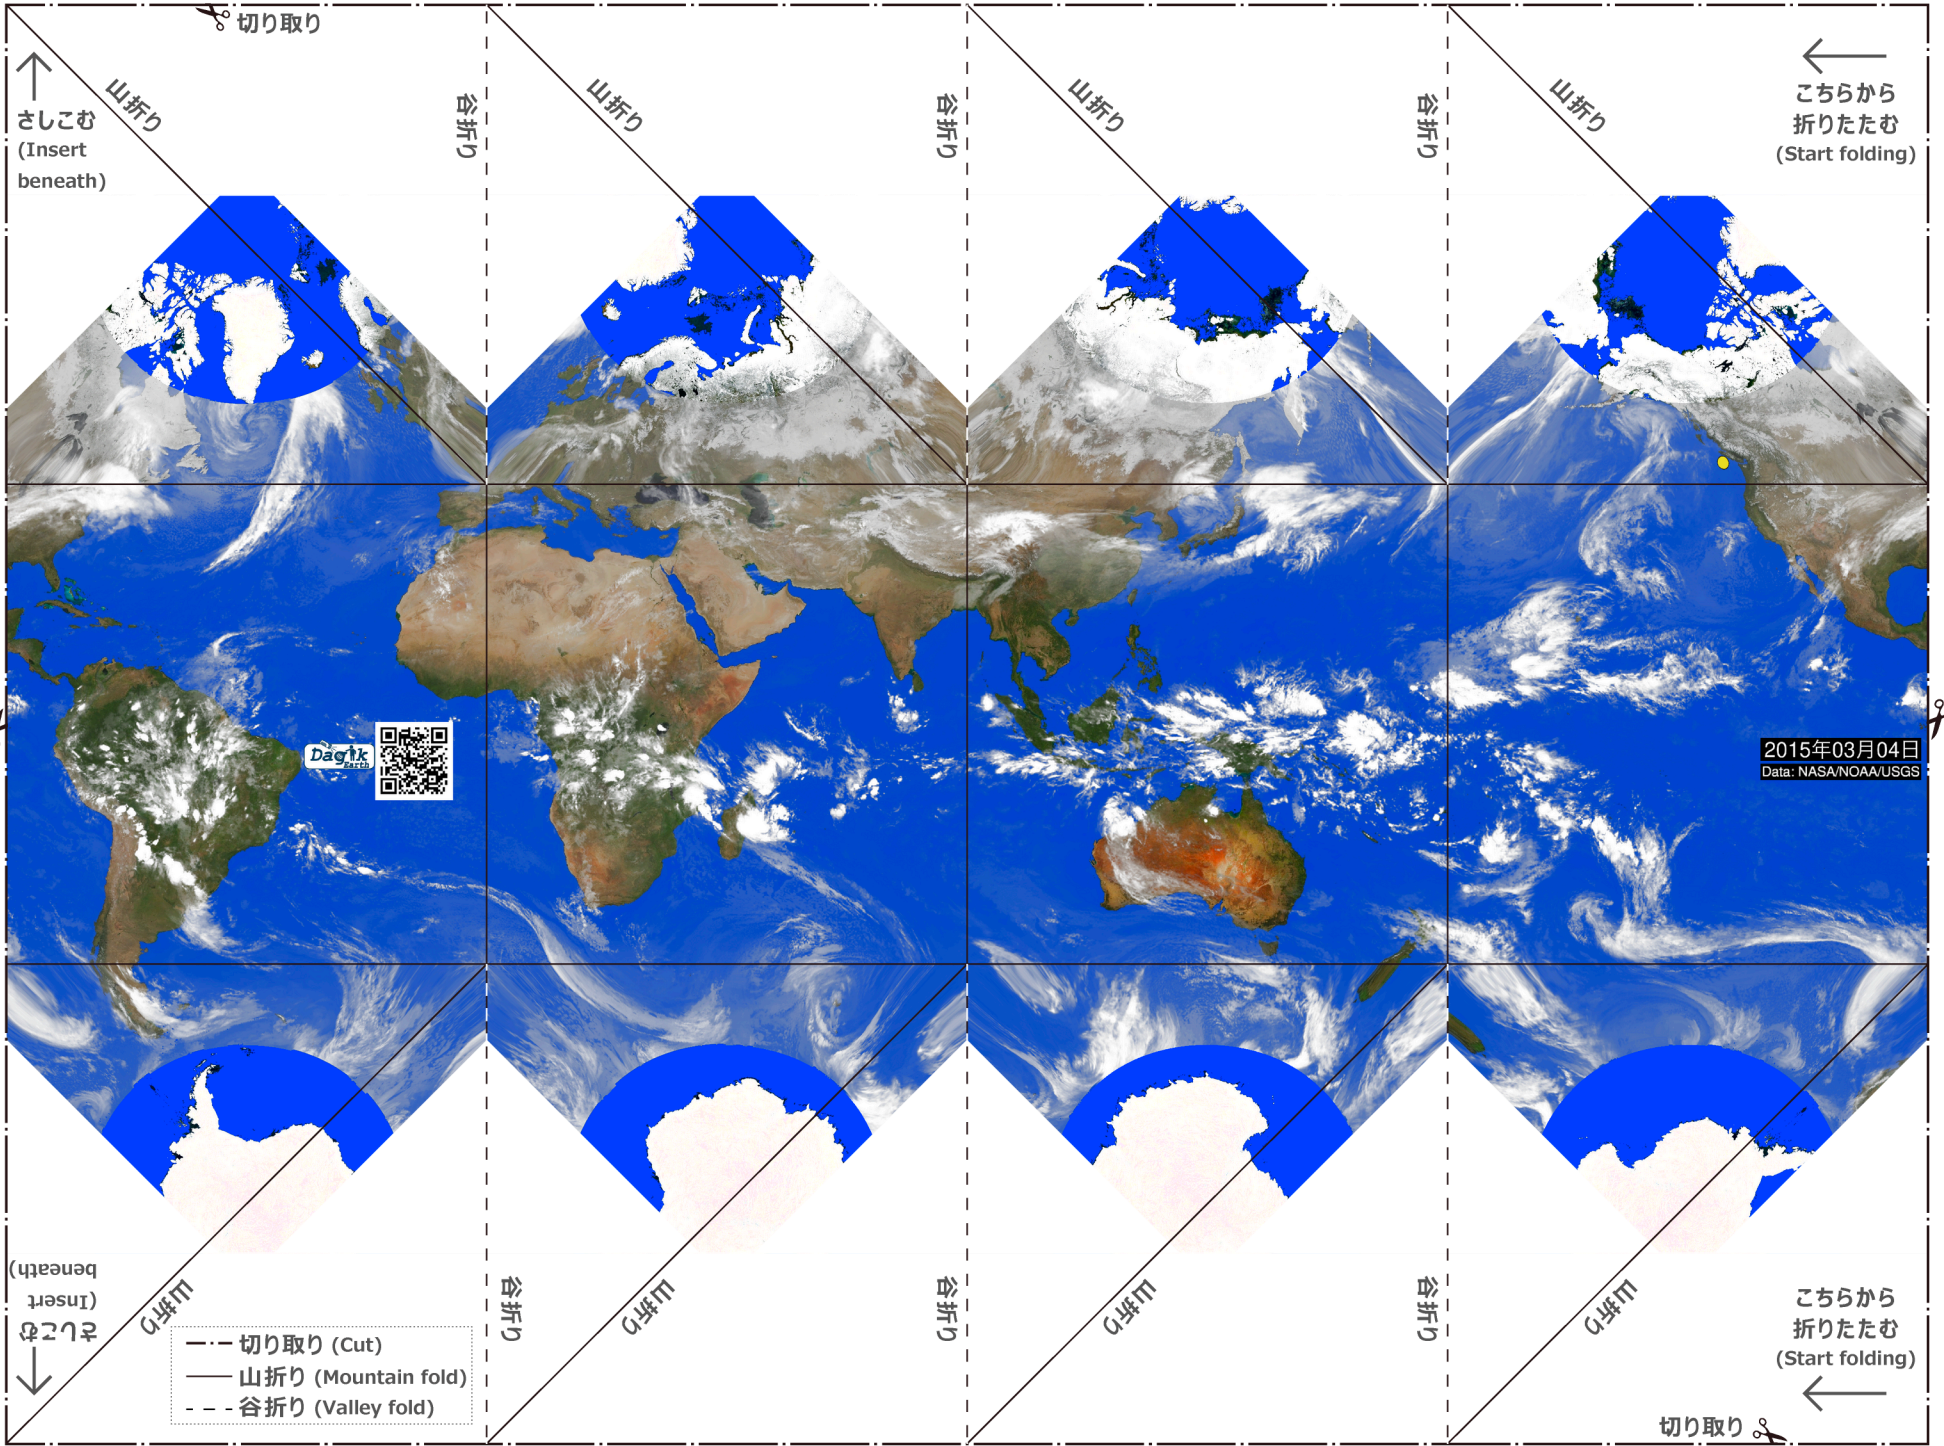 切り取り
山折り
谷折り
山折り
谷折り
山折り
谷折り
山折り
さしこむ
(Insert
beneath)
こちらから
折りたたむ
(Start folding)
Dagik
Earth
2015年03月04日
Data: NASA/NOAA/USGS
さしこむ
(Insert
beneath)
山折り
谷折り
山折り
谷折り
山折り
谷折り
山折り
こちらから
折りたたむ
(Start folding)
切り取り (Cut)
山折り (Mountain fold)
谷折り (Valley fold)
切り取り